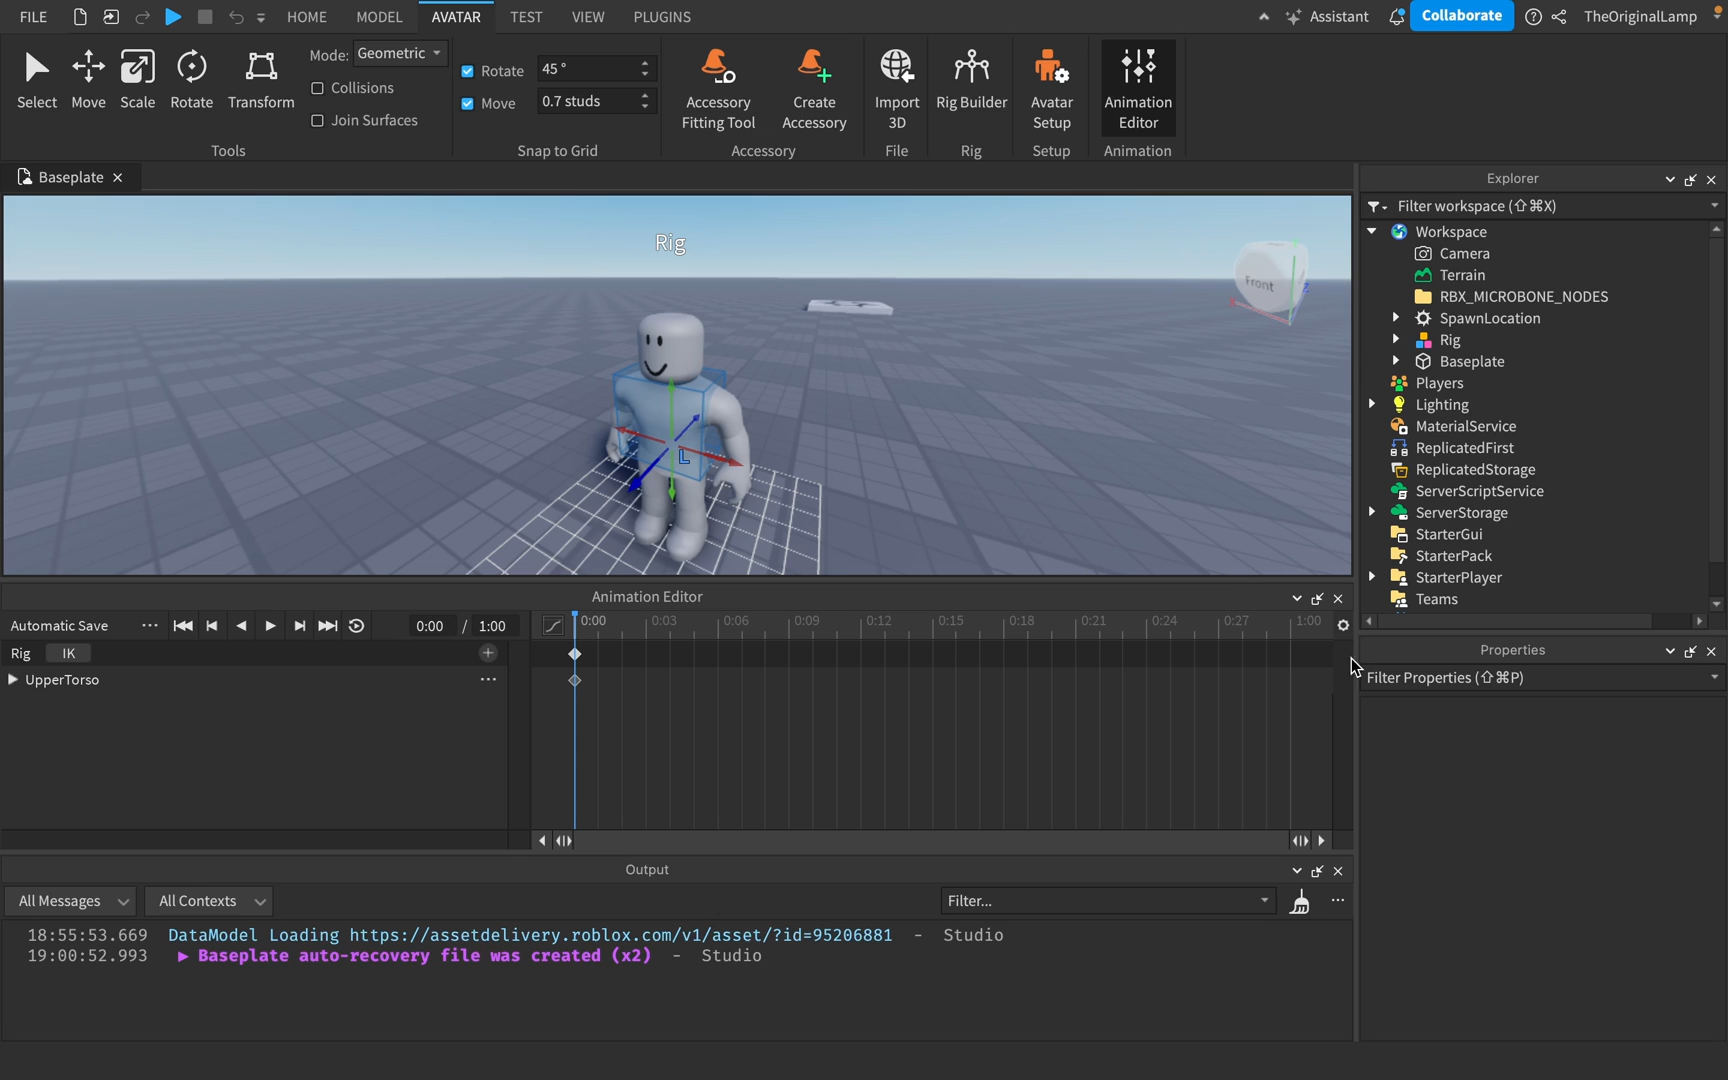 FILE HOME MODEL AVATAR TEST VIEW PLUGINS Assistant Collaborate TheOriginalLamp
Select Move Scale Rotate Transform
Mode: Geometric
Collisions
Join Surfaces
Tools
Rotate 45 °
Move 0.7 studs
Snap to Grid
Accessory Fitting Tool
Create Accessory
Accessory
Import 3D
File
Rig Builder
Rig
Avatar Setup
Setup
Animation Editor
Animation
Baseplate
Rig
Front
Z
L
Explorer
Filter workspace (⇧⌘X)
Workspace
Camera
Terrain
RBX_MICROBONE_NODES
SpawnLocation
Rig
Baseplate
Players
Lighting
MaterialService
ReplicatedFirst
ReplicatedStorage
ServerScriptService
ServerStorage
StarterGui
StarterPack
StarterPlayer
Teams
Properties
Filter Properties (⇧⌘P)
Animation Editor
Automatic Save 0:00 / 1:00
0:00 0:03 0:06 0:09 0:12 0:15 0:18 0:21 0:24 0:27 1:00
Rig IK
UpperTorso
Output
All Messages All Contexts Filter...
18:55:53.669 DataModel Loading https://assetdelivery.roblox.com/v1/asset/?id=95206881 - Studio
19:00:52.993 ▶ Baseplate auto-recovery file was created (x2) - Studio